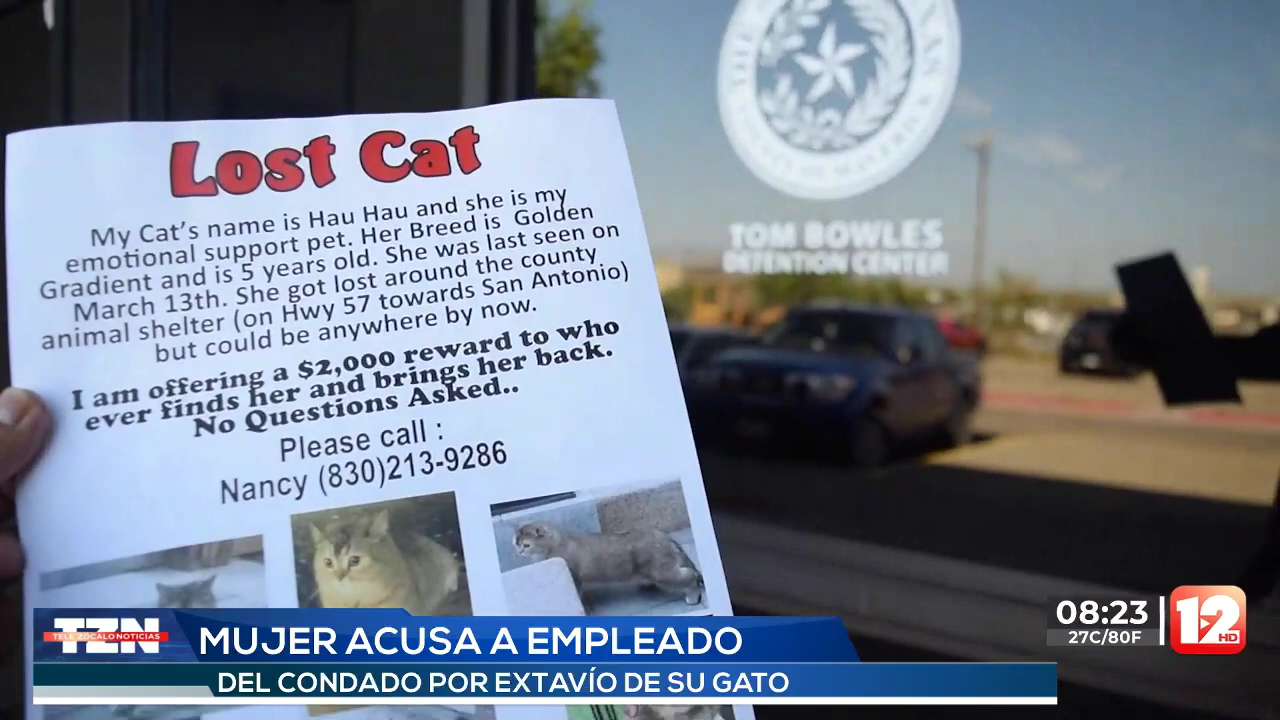 Lost Cat
My Cat's name is Hau Hau and she is my
emotional support pet. Her Breed is Golden
Gradient and is 5 years old. She was last seen on
March 13th. She got lost around the county
animal shelter (on Hwy 57 towards San Antonio)
but could be anywhere by now.
I am offering a $2,000 reward to who
ever finds her and brings her back.
No Questions Asked..
Please call :
Nancy (830)213-9286
TOM BOWLES
DETENTION CENTER
TZN
TELE ZOCALO NOTICIAS
MUJER ACUSA A EMPLEADO
DEL CONDADO POR EXTAVÍO DE SU GATO
08:23
27C/80F
12
HD